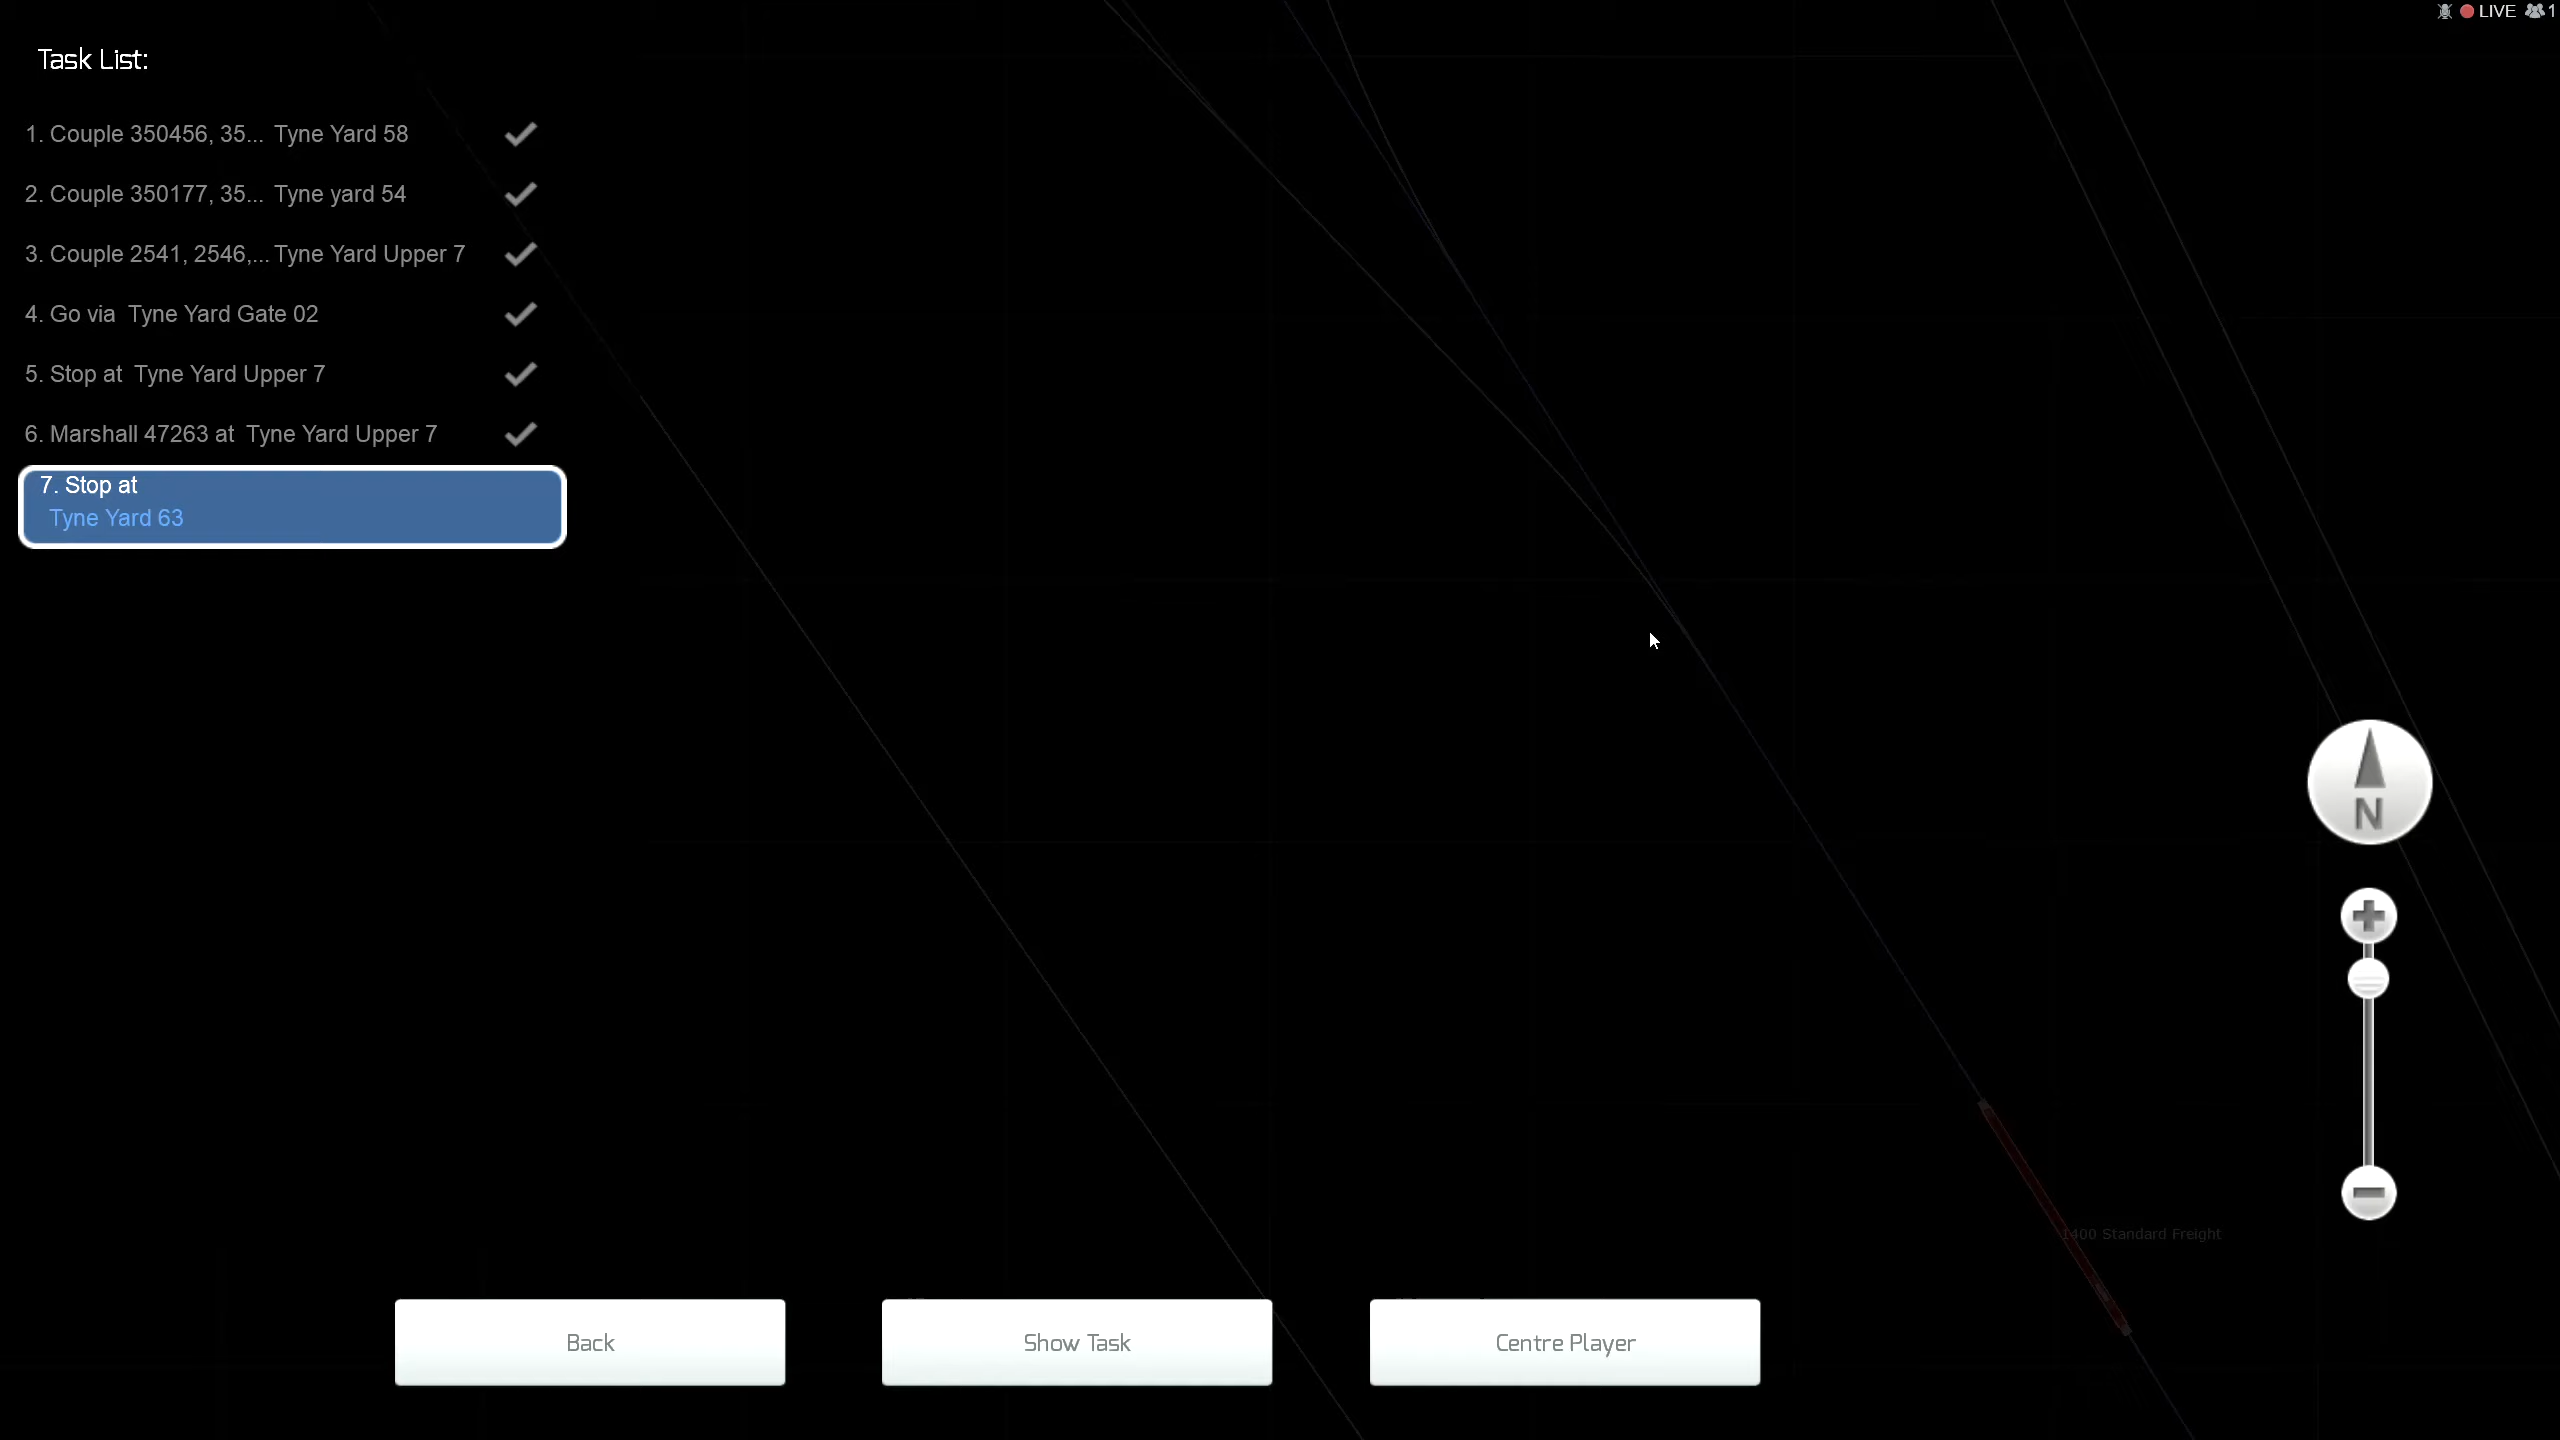 LIVE 1
Task List:
1. Couple 350456, 35... Tyne Yard 58
2. Couple 350177, 35... Tyne yard 54
3. Couple 2541, 2546,... Tyne Yard Upper 7
4. Go via Tyne Yard Gate 02
5. Stop at Tyne Yard Upper 7
6. Marshall 47263 at Tyne Yard Upper 7
7. Stop at
Tyne Yard 63
N
1400 Standard Freight
Back
Show Task
Centre Player